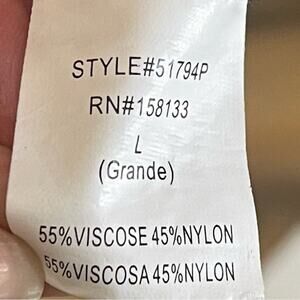 STYLE#51794P
RN#158133
L
(Grande)
55%VISCOSE 45%NYLON
55%VISCOSA 45%NYLON